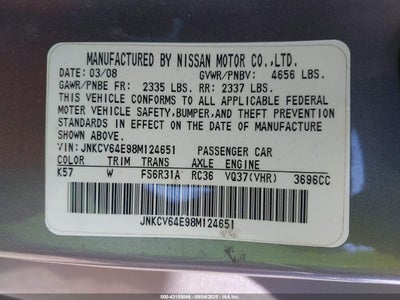 MANUFACTURED BY NISSAN MOTOR CO.,LTD.
DATE: 03/08 GVWR/PNBV: 4656 LBS.
GAWR/PNBE FR: 2335 LBS. RR: 2337 LBS.
THIS VEHICLE CONFORMS TO ALL APPLICABLE FEDERAL
MOTOR VEHICLE SAFETY,BUMPER,AND THEFT PREVENTION
STANDARDS IN EFFECT ON THE DATE OF MANUFACTURE
SHOWN ABOVE.
VIN: JNKCV64E98M124651 PASSENGER CAR
COLOR TRIM TRANS AXLE ENGINE
K57 W FS6R31A RC36 VQ37(VHR) 3696CC
JNKCV64E98M124651